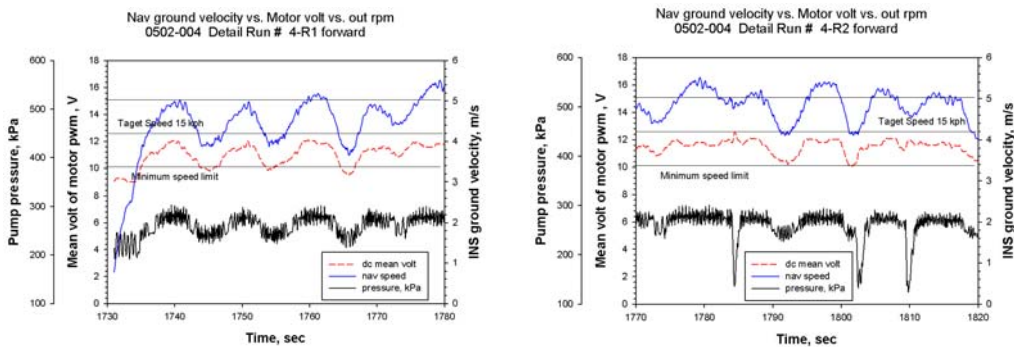 Nav ground velocity vs. Motor volt vs. out rpm
0502-004 Detail Run # 4-R1 forward
Pump pressure, kPa
600
500
400
300
200
100
Mean volt of motor pwm , V
18
16
14
12
10
8
6
4
2
0
Taget Speed 15 kph
Minimum speed limit
dc mean volt
nav speed
pressure, kPa
6
5
4
3
2
1
0
INS ground velocity, m/s
1730 1740 1750 1760 1770 1780
Time, sec
Nav ground velocity vs. Motor volt vs. out rpm
0502-004 Detail Run # 4-R2 forward
Pump pressure, kPa
600
500
400
300
200
100
Mean volt of motor pwm , V
18
16
14
12
10
8
6
4
2
0
Taget Speed 15 kph
Minimum speed limit
dc mean volt
nav speed
pressure, kPa
6
5
4
3
2
1
0
INS ground velocity, m/s
1770 1780 1790 1800 1810 1820
Time, sec